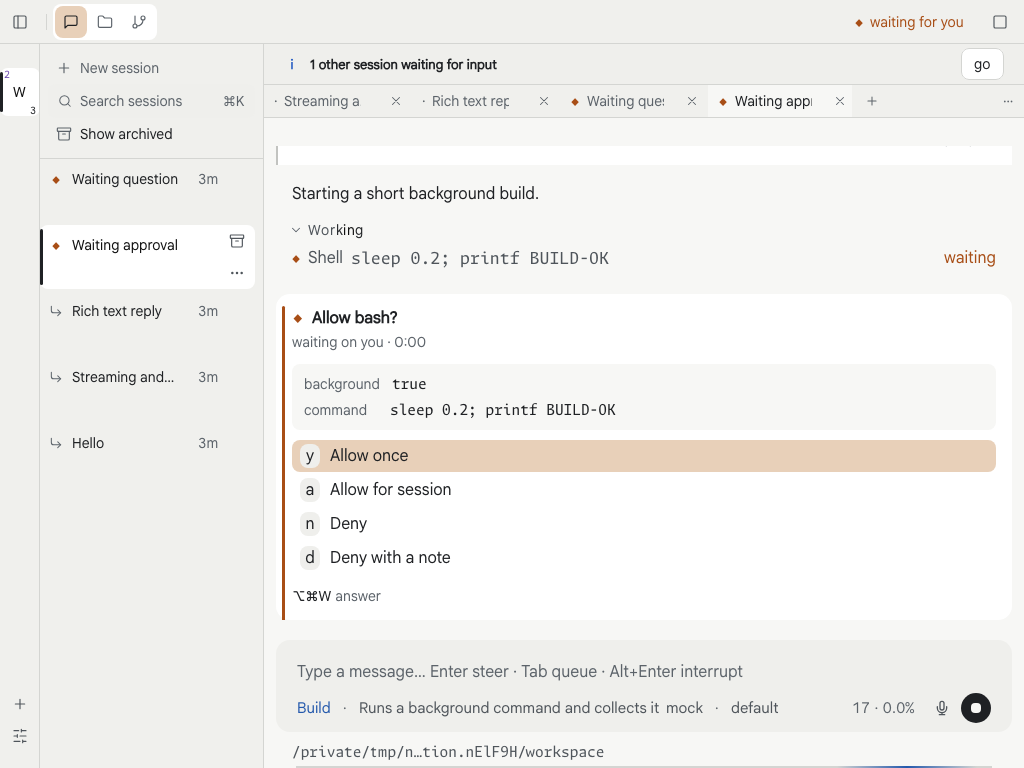 waiting for you
2
W
3
New session
Search sessions ⌘K
Show archived
Waiting question 3m
Waiting approval
Rich text reply 3m
Streaming and... 3m
Hello 3m
1 other session waiting for input
go
· Streaming a
· Rich text rep
Waiting ques
Waiting appr
Starting a short background build.
Working
Shell sleep 0.2; printf BUILD-OK waiting
Allow bash?
waiting on you · 0:00
background true
command sleep 0.2; printf BUILD-OK
y Allow once
a Allow for session
n Deny
d Deny with a note
⌥⌘W answer
Type a message... Enter steer · Tab queue · Alt+Enter interrupt
Build · Runs a background command and collects it mock · default 17 · 0.0%
/private/tmp/n…tion.nElF9H/workspace